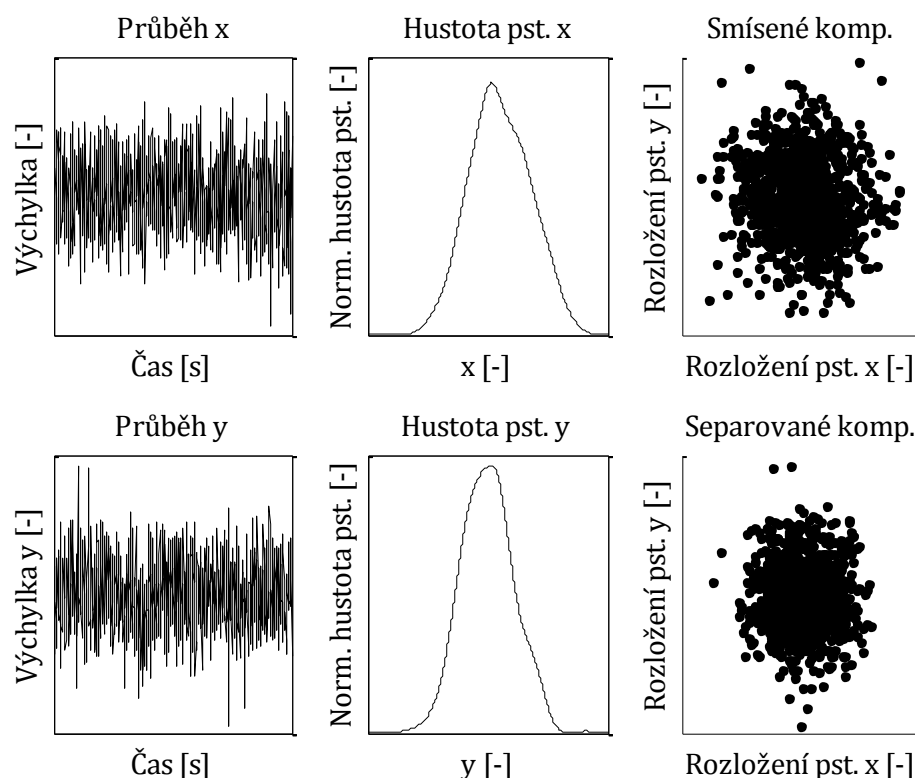 Průběh x
Hustota pst. x
Smísené komp.
Výchylka [-]
Norm. hustota pst. [-]
Rozložení pst. y [-]
Čas [s]
x [-]
Rozložení pst. x [-]
Průběh y
Hustota pst. y
Separované komp.
Výchylka y [-]
Norm. hustota pst. [-]
Rozložení pst. y [-]
Čas [s]
y [-]
Rozložení pst. x [-]